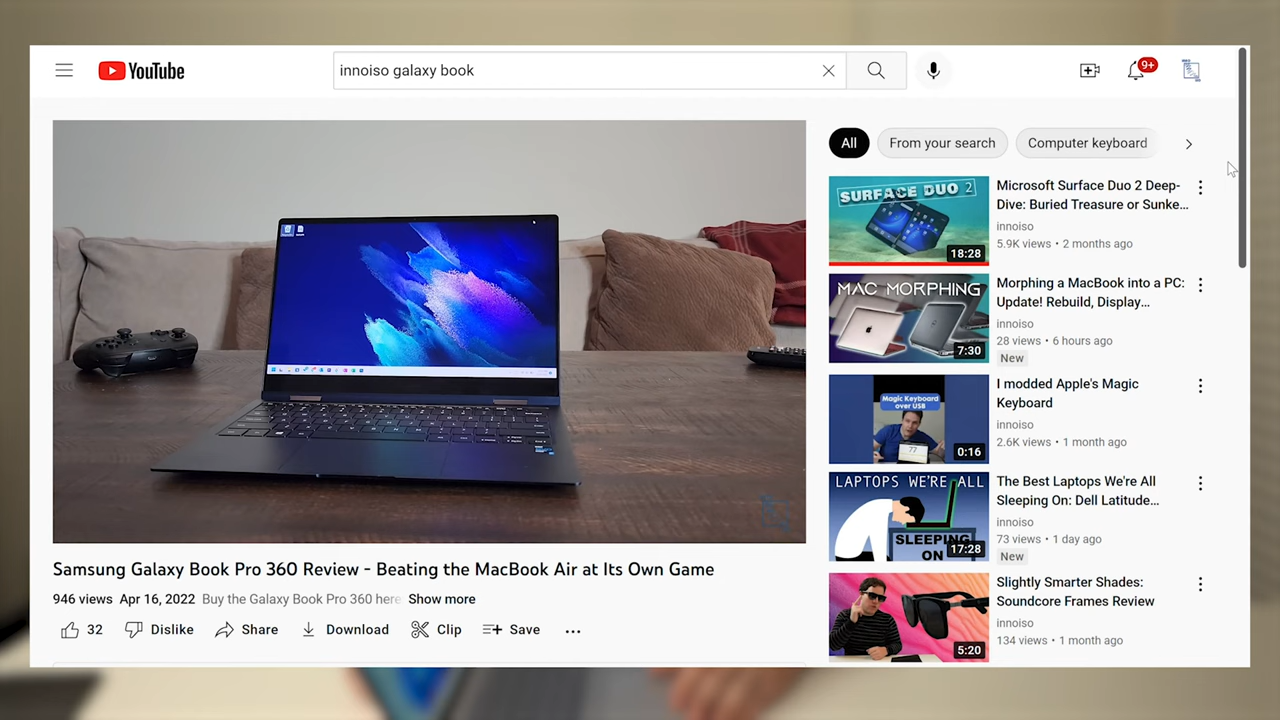 YouTube
innoiso galaxy book
9+
All
From your search
Computer keyboard
SURFACE DUO 2
18:28
Microsoft Surface Duo 2 Deep-
Dive: Buried Treasure or Sunke...
innoiso
5.9K views • 2 months ago
MAC MORPHING
7:30
Morphing a MacBook into a PC:
Update! Rebuild, Display...
innoiso
28 views • 6 hours ago
New
Magic Keyboard
over USB
0:16
I modded Apple's Magic
Keyboard
innoiso
2.6K views • 1 month ago
LAPTOPS WE'RE ALL
SLEEPING
ON
17:28
The Best Laptops We're All
Sleeping On: Dell Latitude...
innoiso
73 views • 1 day ago
New
5:20
Slightly Smarter Shades:
Soundcore Frames Review
innoiso
134 views • 1 month ago
Samsung Galaxy Book Pro 360 Review - Beating the MacBook Air at Its Own Game
946 views Apr 16, 2022 Buy the Galaxy Book Pro 360 here Show more
32 Dislike Share Download Clip Save